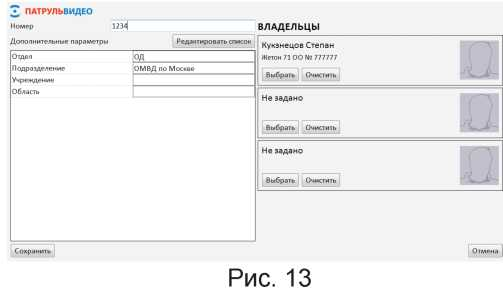 ПАТРУЛЬВИДЕО
Номер 1234
Дополнительные параметры Редактировать список
Отдел ОД
Подразделение ОМВД по Москве
Учреждение
Область
ВЛАДЕЛЬЦЫ
Кукэнецов Степан
Жетон 71 ОО № 777777
Выбрать Очистить
Не задано
Выбрать Очистить
Не задано
Выбрать Очистить
Сохранить Отмена
Рис. 13